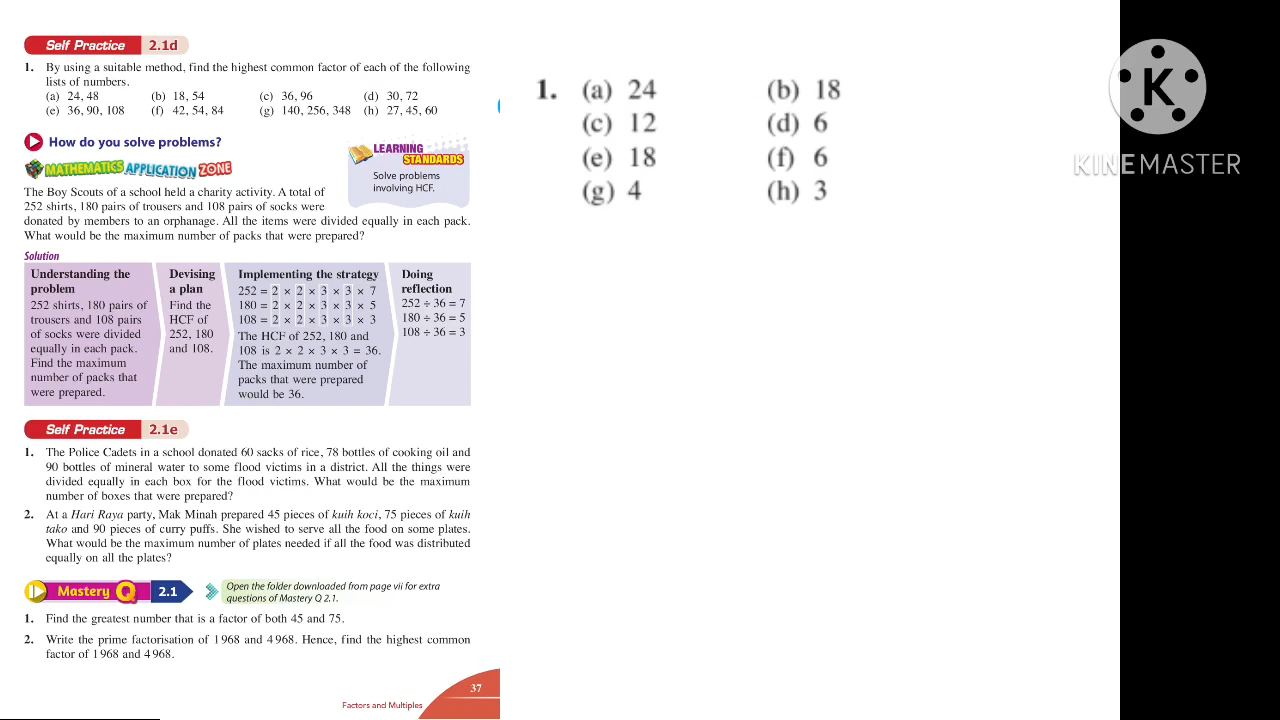 Self Practice 2.1d
1. By using a suitable method, find the highest common factor of each of the following
lists of numbers.
(a) 24, 48 (b) 18, 54 (c) 36, 96 (d) 30, 72
(e) 36, 90, 108 (f) 42, 54, 84 (g) 140, 256, 348 (h) 27, 45, 60
How do you solve problems?
MATHEMATICS APPLICATION ZONE
LEARNING
STANDARDS
Solve problems
involving HCF.
The Boy Scouts of a school held a charity activity. A total of
252 shirts, 180 pairs of trousers and 108 pairs of socks were
donated by members to an orphanage. All the items were divided equally in each pack.
What would be the maximum number of packs that were prepared?
Solution
Understanding the
problem
252 shirts, 180 pairs of
trousers and 108 pairs
of socks were divided
equally in each pack.
Find the maximum
number of packs that
were prepared.
Devising
a plan
Find the
HCF of
252, 180
and 108.
Implementing the strategy
252 = 2 × 2 × 3 × 3 × 7
180 = 2 × 2 × 3 × 3 × 5
108 = 2 × 2 × 3 × 3 × 3
The HCF of 252, 180 and
108 is 2 × 2 × 3 × 3 = 36.
The maximum number of
packs that were prepared
would be 36.
Doing
reflection
252 ÷ 36 = 7
180 ÷ 36 = 5
108 ÷ 36 = 3
Self Practice 2.1e
1. The Police Cadets in a school donated 60 sacks of rice, 78 bottles of cooking oil and
90 bottles of mineral water to some flood victims in a district. All the things were
divided equally in each box for the flood victims. What would be the maximum
number of boxes that were prepared?
2. At a Hari Raya party, Mak Minah prepared 45 pieces of kuih koci, 75 pieces of kuih
tako and 90 pieces of curry puffs. She wished to serve all the food on some plates.
What would be the maximum number of plates needed if all the food was distributed
equally on all the plates?
Mastery Q 2.1
Open the folder downloaded from page vii for extra
questions of Mastery Q 2.1.
1. Find the greatest number that is a factor of both 45 and 75.
2. Write the prime factorisation of 1 968 and 4 968. Hence, find the highest common
factor of 1 968 and 4 968.
37
Factors and Multiples
1. (a) 24 (b) 18
(c) 12 (d) 6
(e) 18 (f) 6
(g) 4 (h) 3
K
KINEMASTER